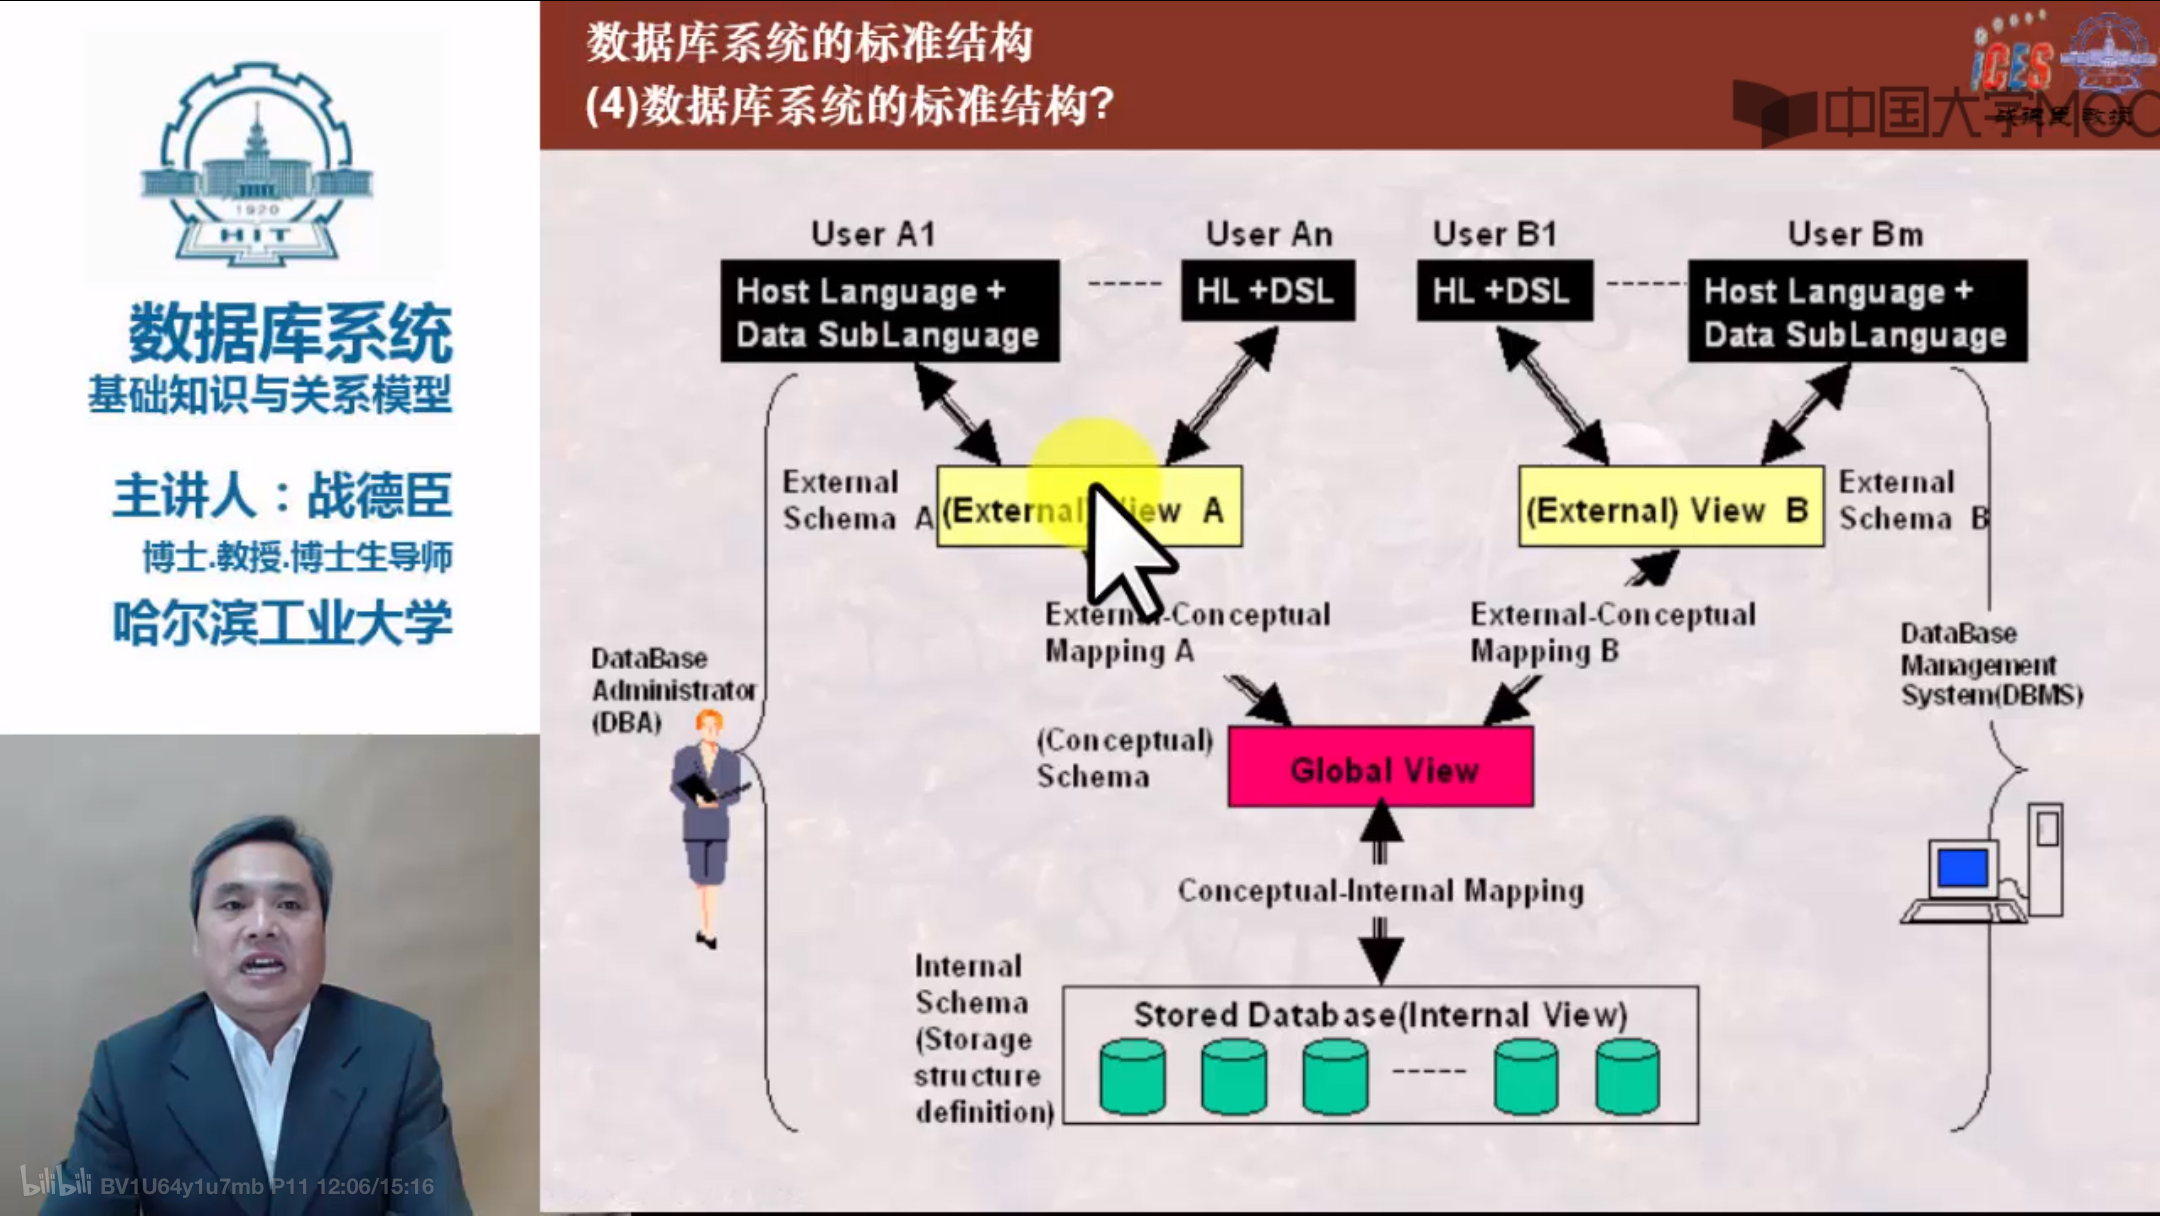 数据库系统的标准结构
(4)数据库系统的标准结构?
iCES
中国大学MOC
1920
HIT
数据库系统
基础知识与关系模型
主讲人：战德臣
博士.教授.博士生导师
哈尔滨工业大学
User A1
User An
User B1
User Bm
Host Language +
Data SubLanguage
------
HL +DSL
HL +DSL
------
Host Language +
Data SubLanguage
External
Schema A
(External) View A
(External) View B
External
Schema B
External-Conceptual
Mapping A
External-Conceptual
Mapping B
DataBase
Administrator
(DBA)
DataBase
Management
System(DBMS)
(Conceptual)
Schema
Global View
Conceptual-Internal Mapping
Internal
Schema
(Storage
structure
definition)
Stored Database(Internal View)
------
bilibili BV1U64y1u7mb P11 12:06/15:16